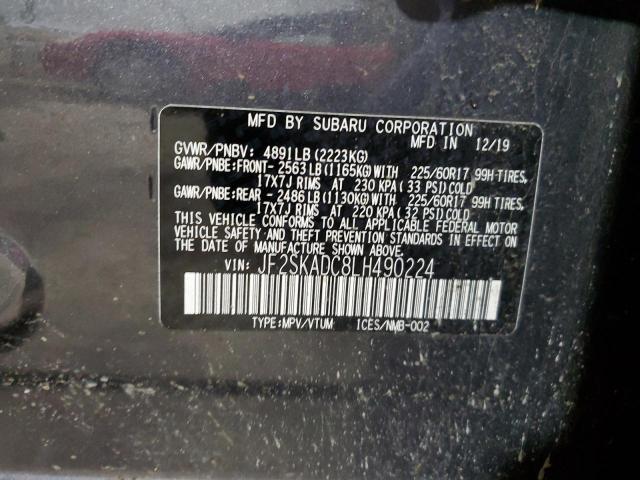 MFD BY SUBARU CORPORATION
MFD IN 12/19
GVWR/PNBV: 4891LB(2223KG)
GAWR/PNBE:FRONT- 2563LB(1165KG)WITH 225/60R17 99H-TIRES,
17X7J RIMS AT 230 KPA(33 PSI)COLD
GAWR/PNBE:REAR - 2486LB(1130KG)WITH 225/60R17 99H-TIRES,
17X7J RIMS AT 220 KPA(32 PSI)COLD
THIS VEHICLE CONFORMS TO ALL APPLICABLE FEDERAL MOTOR
VEHICLE SAFETY AND THEFT PREVENTION STANDARDS IN EFFECT ON
THE DATE OF MANUFACTURE SHOWN ABOVE.
VIN: JF2SKADC8LH490224
TYPE:MPV/VTUM ICES/NMB-002